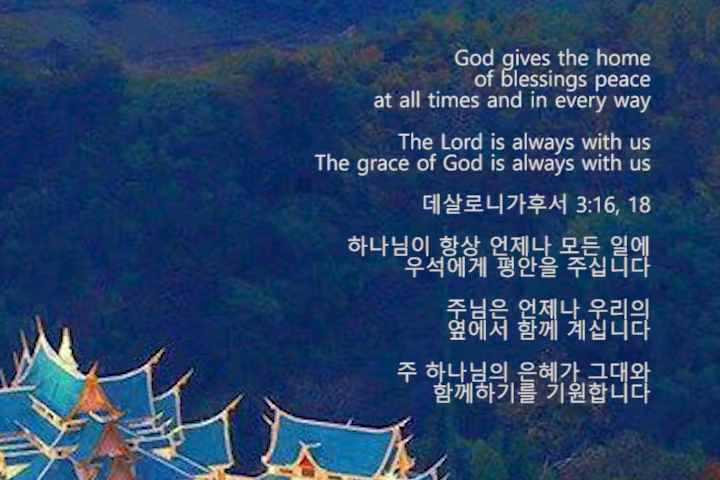 God gives the home
of blessings peace
at all times and in every way
The Lord is always with us
The grace of God is always with us
데살로니가후서 3:16, 18
하나님이 항상 언제나 모든 일에
우석에게 평안을 주십니다
주님은 언제나 우리의
옆에서 함께 계십니다
주 하나님의 은혜가 그대와
함께하기를 기원합니다